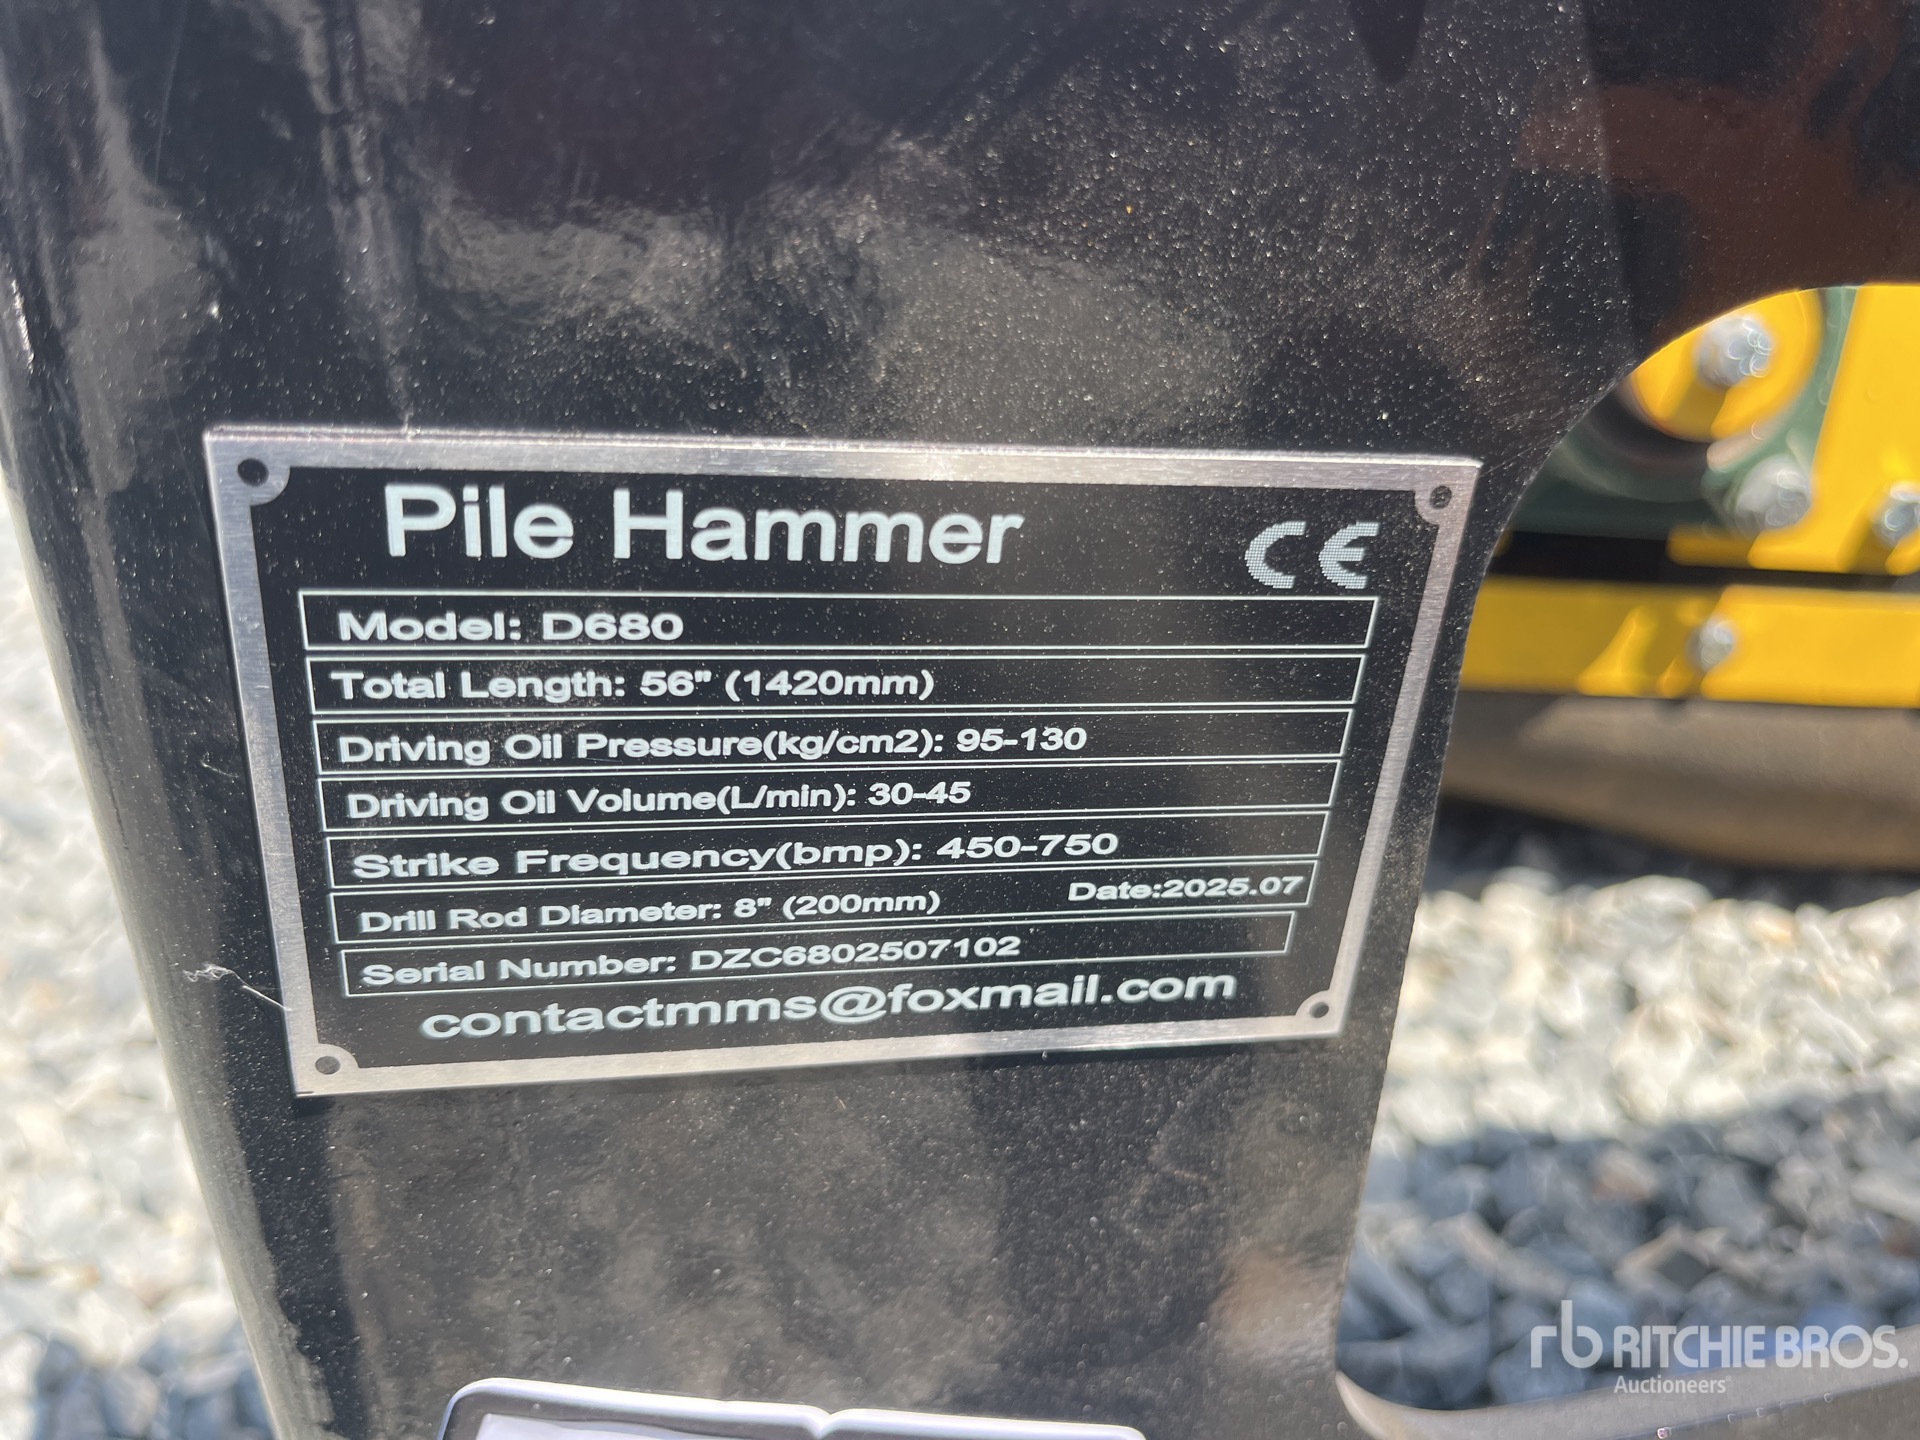 Pile Hammer
CE
Model: D680
Total Length: 56" (1420mm)
Driving Oil Pressure(kg/cm2): 95-130
Driving Oil Volume(L/min): 30-45
Strike Frequency(bmp): 450-750
Drill Rod Diameter: 8" (200mm) Date:2025.07
Serial Number: DZC6802507102
contactmms@foxmail.com
rb RITCHIE BROS.
Auctioneers